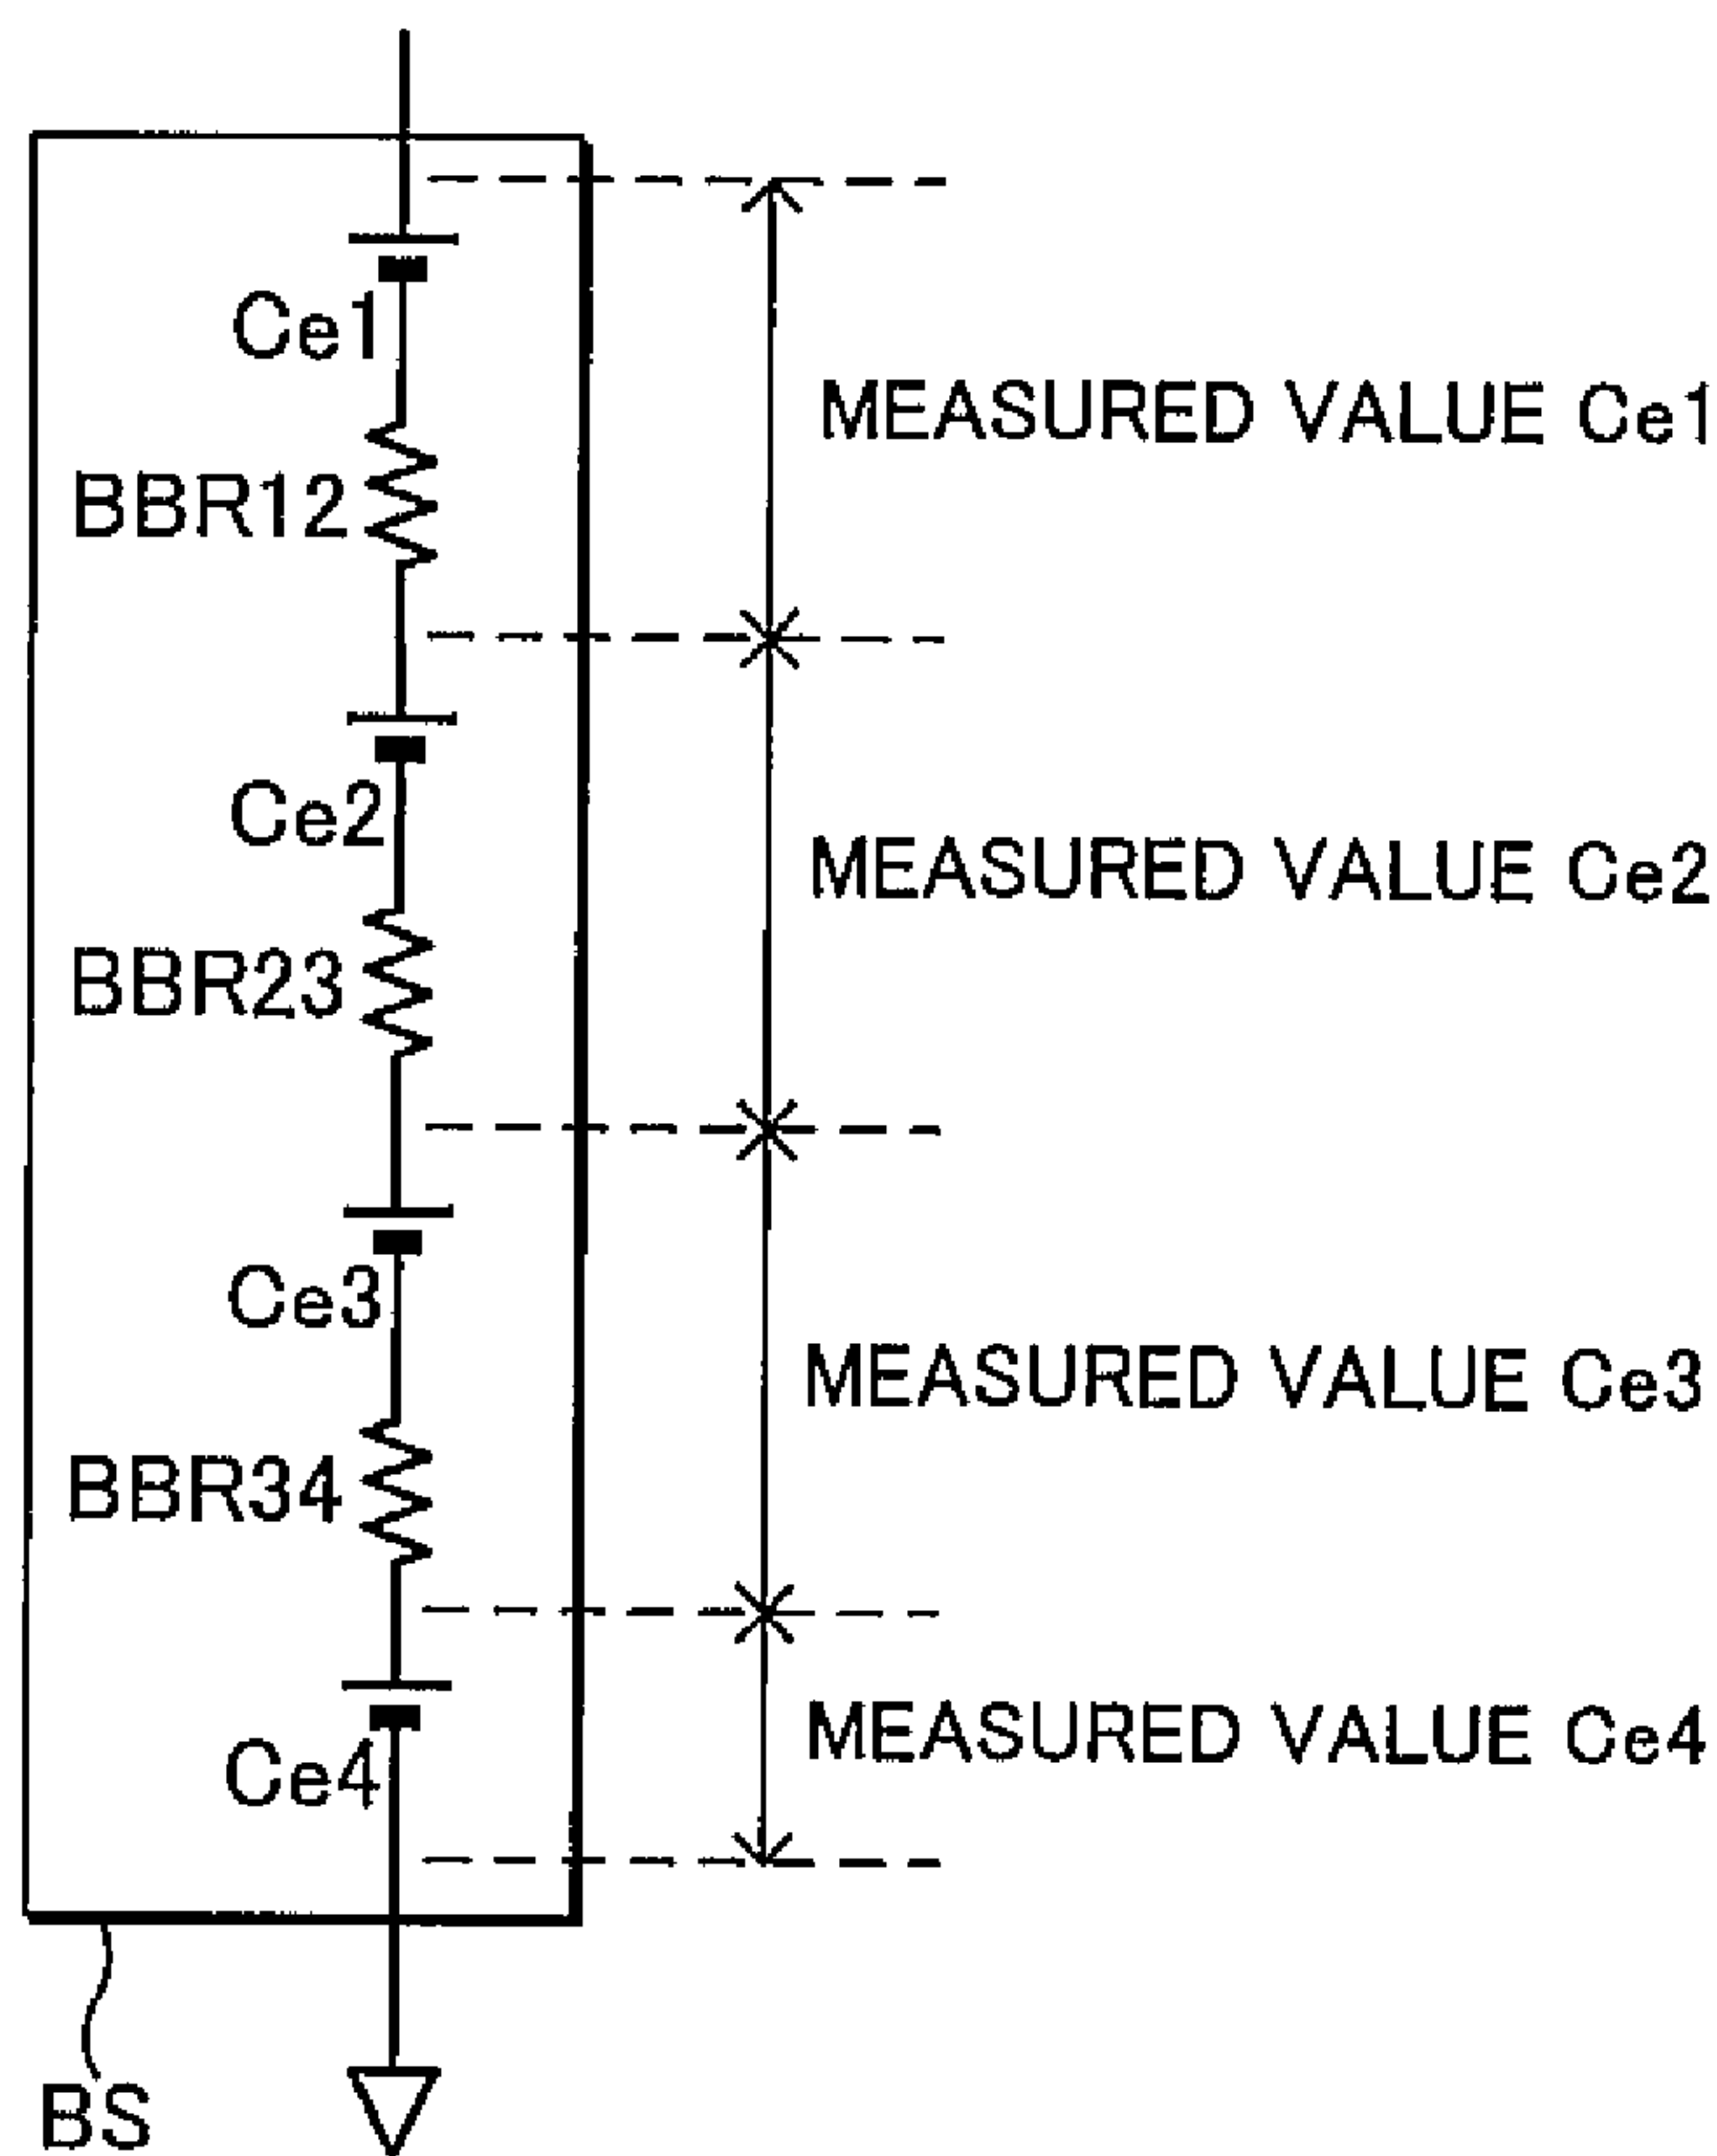 Ce1
MEASURED VALUE Ce1
BBR12
Ce2
MEASURED VALUE Ce2
BBR23
Ce3
MEASURED VALUE Ce3
BBR34
Ce4
MEASURED VALUE Ce4
BS